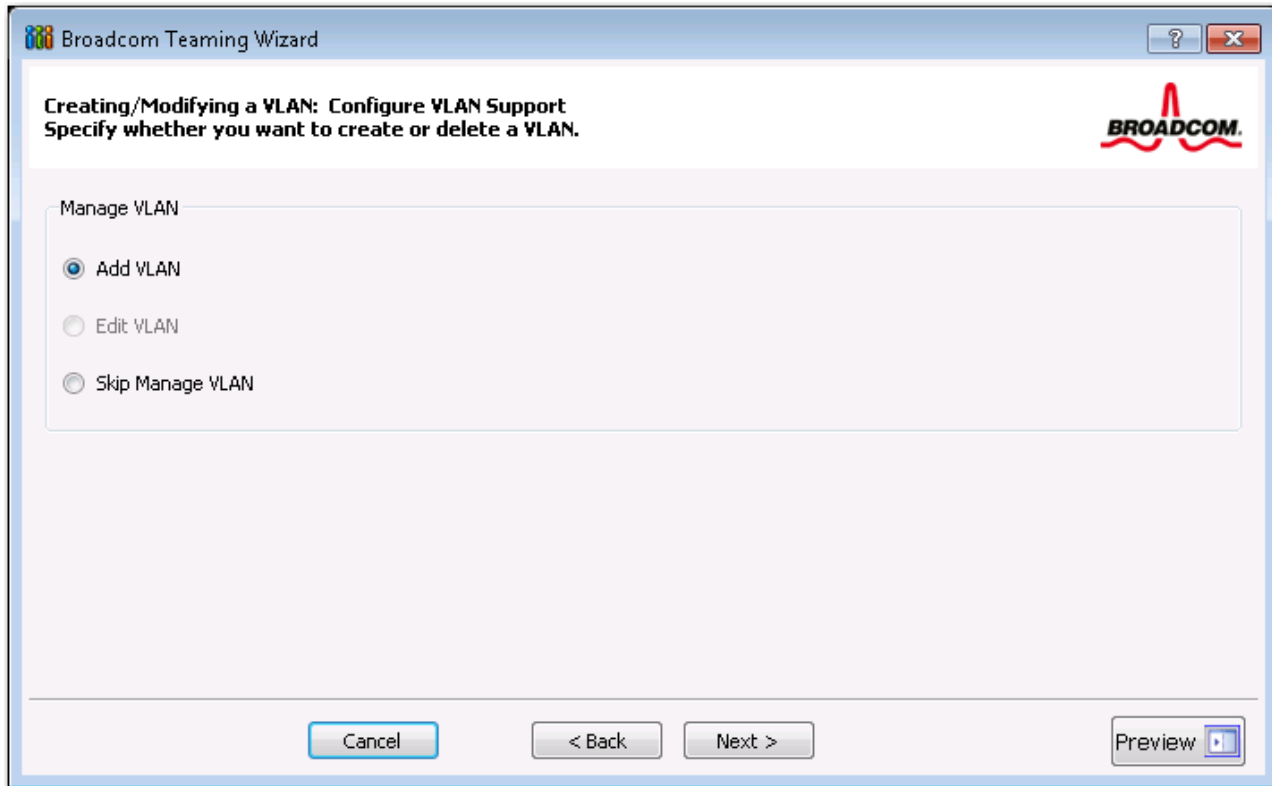 Broadcom Teaming Wizard
?
Creating/Modifying a VLAN: Configure VLAN Support
Specify whether you want to create or delete a VLAN.
BROADCOM.
Manage VLAN
Add VLAN
Edit VLAN
Skip Manage VLAN
Cancel
< Back
Next >
Preview